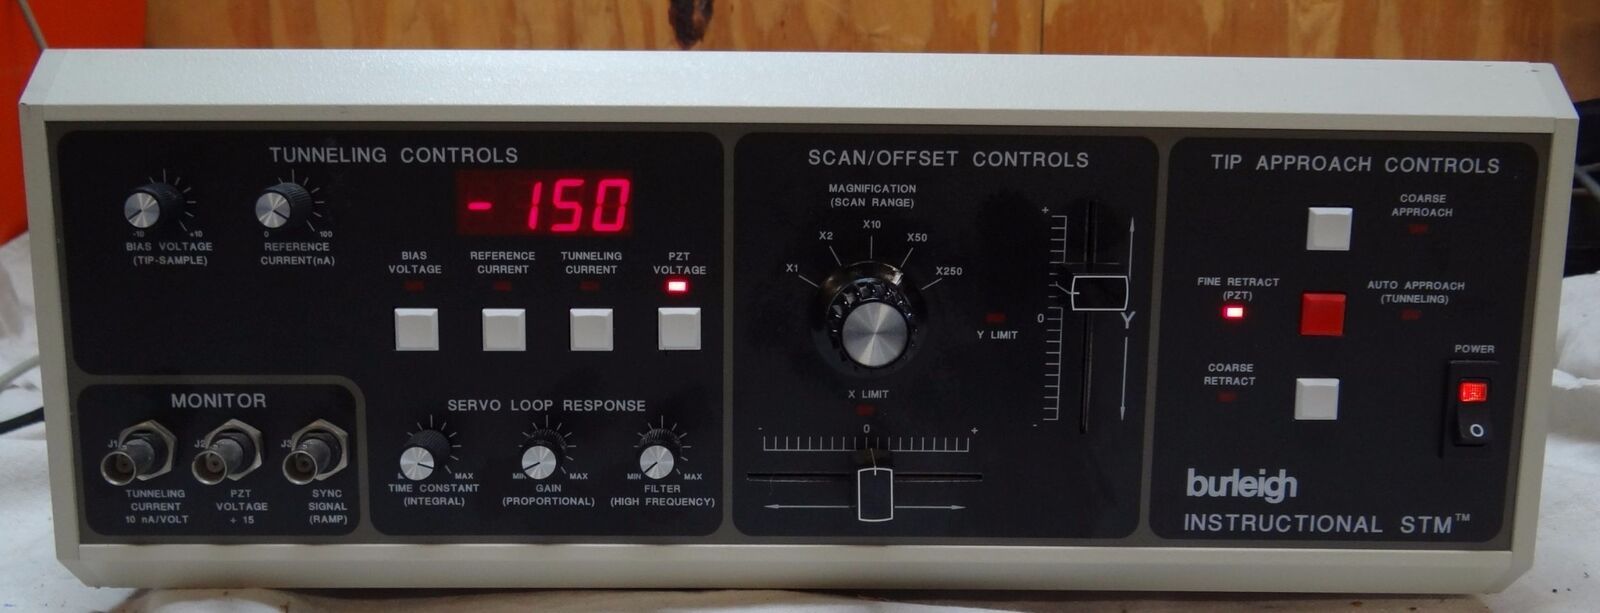 TUNNELING CONTROLS
-150
-10 +10
BIAS VOLTAGE
(TIP-SAMPLE)
0 100
REFERENCE
CURRENT(nA)
BIAS
VOLTAGE
REFERENCE
CURRENT
TUNNELING
CURRENT
PZT
VOLTAGE
MONITOR
J1
TUNNELING
CURRENT
10 nA/VOLT
J2
PZT
VOLTAGE
÷ 15
J3
SYNC
SIGNAL
(RAMP)
SERVO LOOP RESPONSE
MAX
TIME CONSTANT
(INTEGRAL)
MIN MAX
GAIN
(PROPORTIONAL)
MIN MAX
FILTER
(HIGH FREQUENCY)
SCAN/OFFSET CONTROLS
MAGNIFICATION
(SCAN RANGE)
X1
X2
X10
X50
X250
Y LIMIT
+
0
-
Y
X LIMIT
- 0 +
TIP APPROACH CONTROLS
COARSE
APPROACH
FINE RETRACT
(PZT)
AUTO APPROACH
(TUNNELING)
COARSE
RETRACT
POWER
O
burleigh
INSTRUCTIONAL STM™